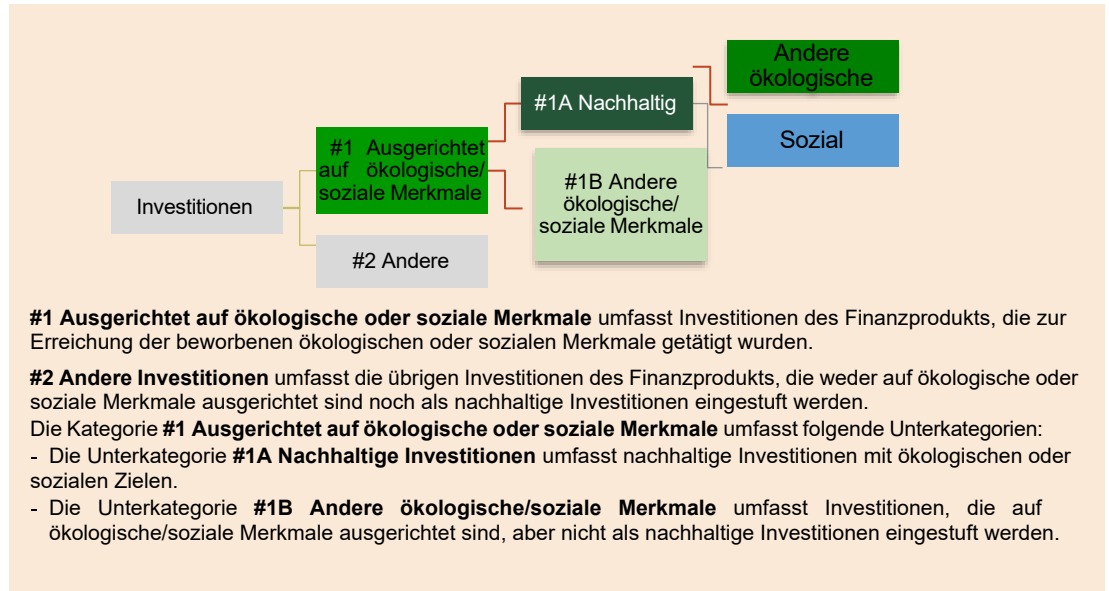 Andere
ökologische
#1A Nachhaltig
Sozial
#1 Ausgerichtet
auf ökologische/
soziale Merkmale
#1B Andere
ökologische/
soziale Merkmale
Investitionen
#2 Andere
#1 Ausgerichtet auf ökologische oder soziale Merkmale umfasst Investitionen des Finanzprodukts, die zur
Erreichung der beworbenen ökologischen oder sozialen Merkmale getätigt wurden.
#2 Andere Investitionen umfasst die übrigen Investitionen des Finanzprodukts, die weder auf ökologische oder
soziale Merkmale ausgerichtet sind noch als nachhaltige Investitionen eingestuft werden.
Die Kategorie #1 Ausgerichtet auf ökologische oder soziale Merkmale umfasst folgende Unterkategorien:
- Die Unterkategorie #1A Nachhaltige Investitionen umfasst nachhaltige Investitionen mit ökologischen oder
sozialen Zielen.
- Die Unterkategorie #1B Andere ökologische/soziale Merkmale umfasst Investitionen, die auf
ökologische/soziale Merkmale ausgerichtet sind, aber nicht als nachhaltige Investitionen eingestuft werden.